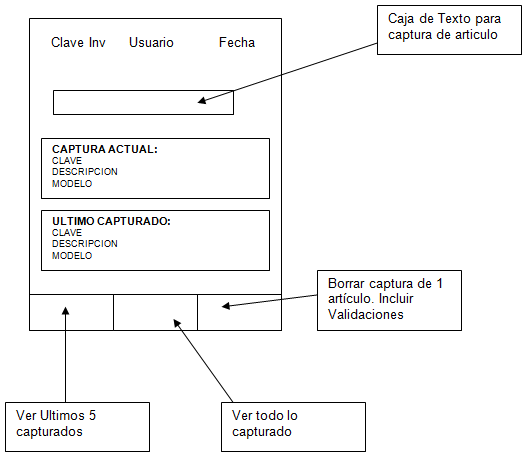 Caja de Texto para
captura de articulo
Clave Inv Usuario Fecha
CAPTURA ACTUAL:
CLAVE
DESCRIPCION
MODELO
ULTIMO CAPTURADO:
CLAVE
DESCRIPCION
MODELO
Borrar captura de 1
artículo. Incluir
Validaciones
Ver Ultimos 5
capturados
Ver todo lo
capturado